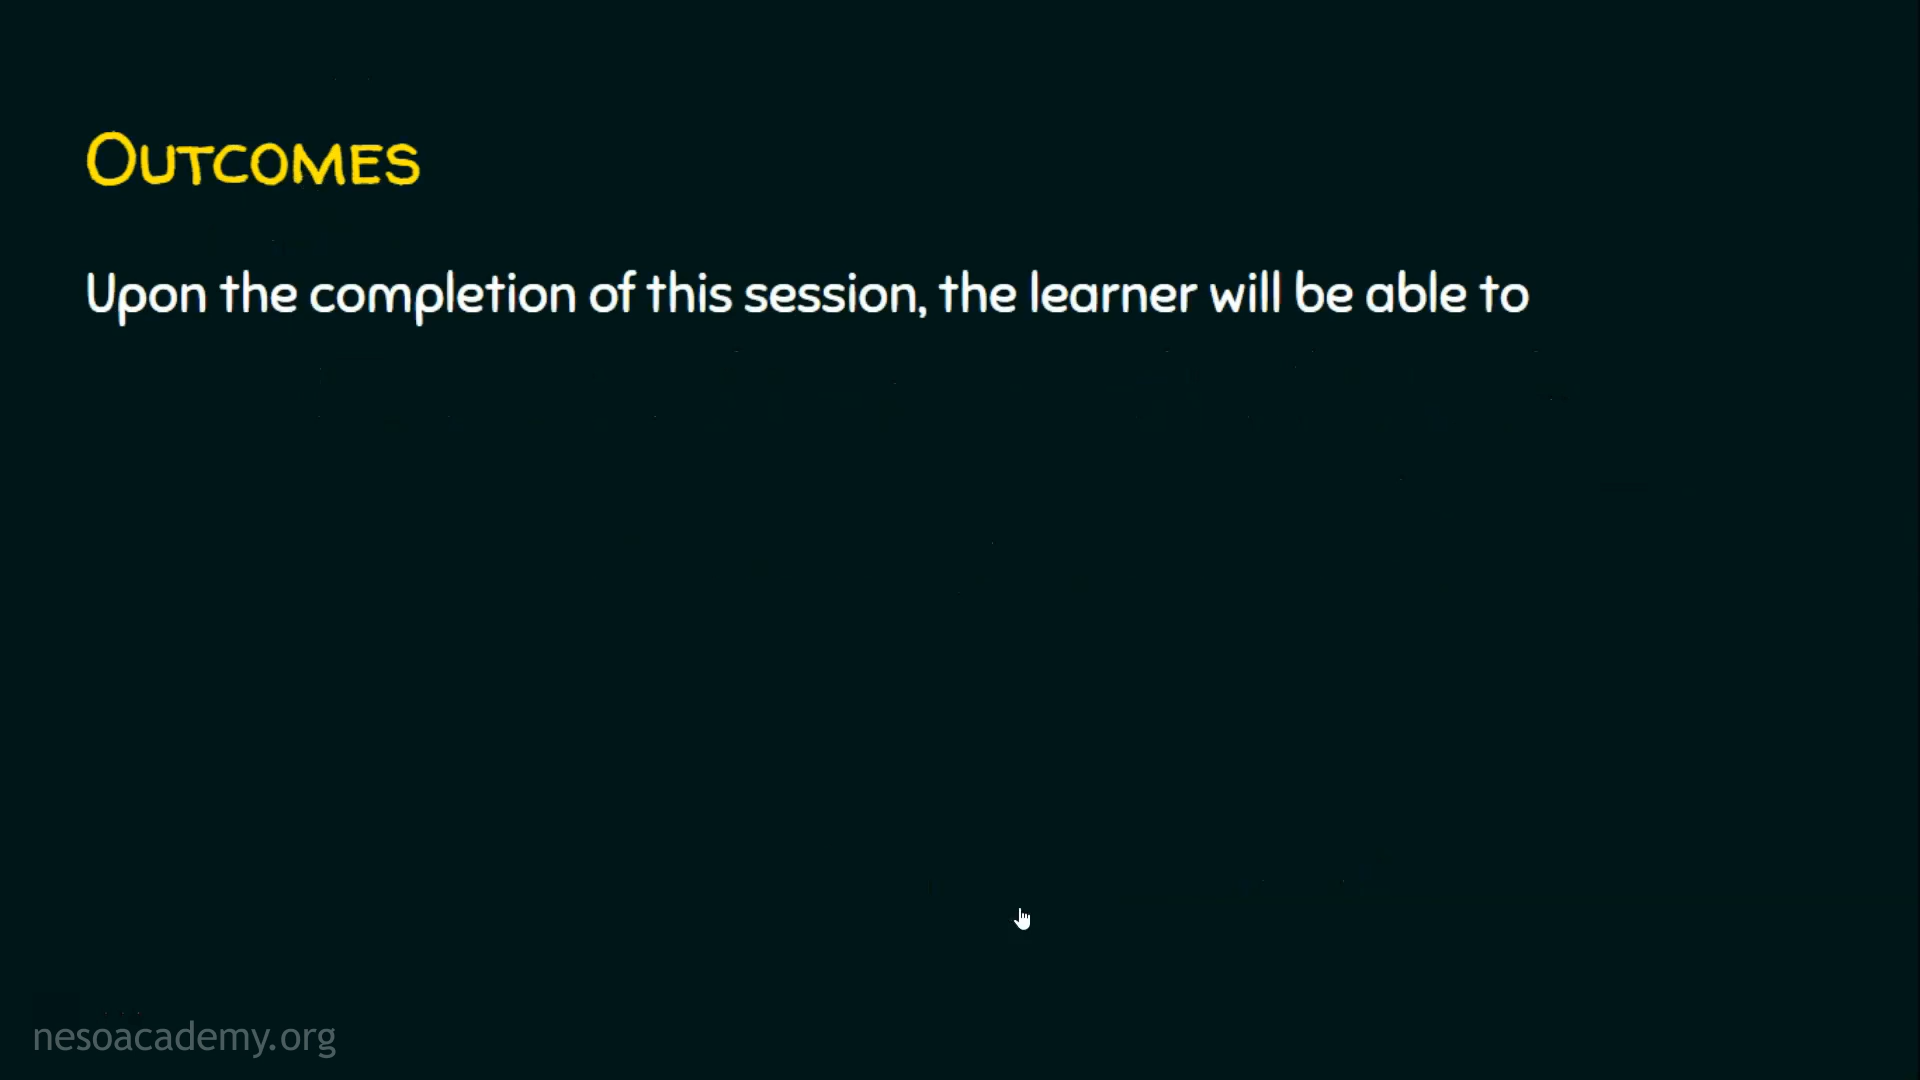 OUTCOMES
Upon the completion of this session, the learner will be able to
nesoacademy.org